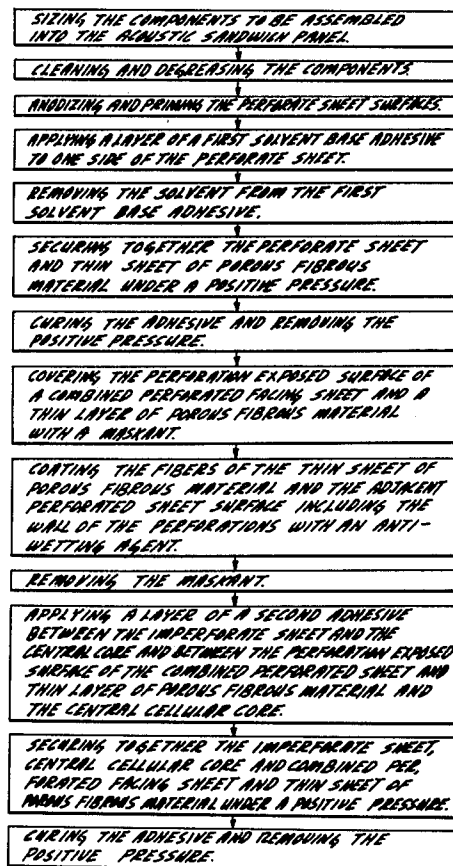 SIZING THE COMPONENTS TO BE ASSEMBLED
INTO THE ACOUSTIC SANDWICH PANEL.
CLEANING AND DEGREASING THE COMPONENTS.
ANODIZING AND PRIMING THE PERFORATE SHEET SURFACES.
APPLYING A LAYER OF A FIRST SOLVENT BASE ADHESIVE
TO ONE SIDE OF THE PERFORATE SHEET.
REMOVING THE SOLVENT FROM THE FIRST
SOLVENT BASE ADHESIVE.
SECURING TOGETHER THE PERFORATE SHEET
AND THIN SHEET OF POROUS FIBROUS
MATERIAL UNDER A POSITIVE PRESSURE.
CURING THE ADHESIVE AND REMOVING THE
POSITIVE PRESSURE.
COVERING THE PERFORATION EXPOSED SURFACE OF
A COMBINED PERFORATED FACING SHEET AND A
THIN LAYER OF POROUS FIBROUS MATERIAL
WITH A MASKANT.
COATING THE FIBERS OF THE THIN SHEET OF
POROUS FIBROUS MATERIAL AND THE ADJACENT
PERFORATED SHEET SURFACE INCLUDING THE
WALL OF THE PERFORATIONS WITH AN ANTI-
WETTING AGENT.
REMOVING THE MASKANT.
APPLYING A LAYER OF A SECOND ADHESIVE
BETWEEN THE IMPERFORATE SHEET AND THE
CENTRAL CORE AND BETWEEN THE PERFORATION EXPOSED
SURFACE OF THE COMBINED PERFORATED SHEET AND
THIN LAYER OF POROUS FIBROUS MATERIAL AND
THE CENTRAL CELLULAR CORE.
SECURING TOGETHER THE IMPERFORATE SHEET,
CENTRAL CELLULAR CORE AND COMBINED PER,
FORATED FACING SHEET AND THIN SHEET OF
POROUS FIBROUS MATERIAL UNDER A POSITIVE PRESSURE.
CURING THE ADHESIVE AND REMOVING THE
POSITIVE PRESSURE.